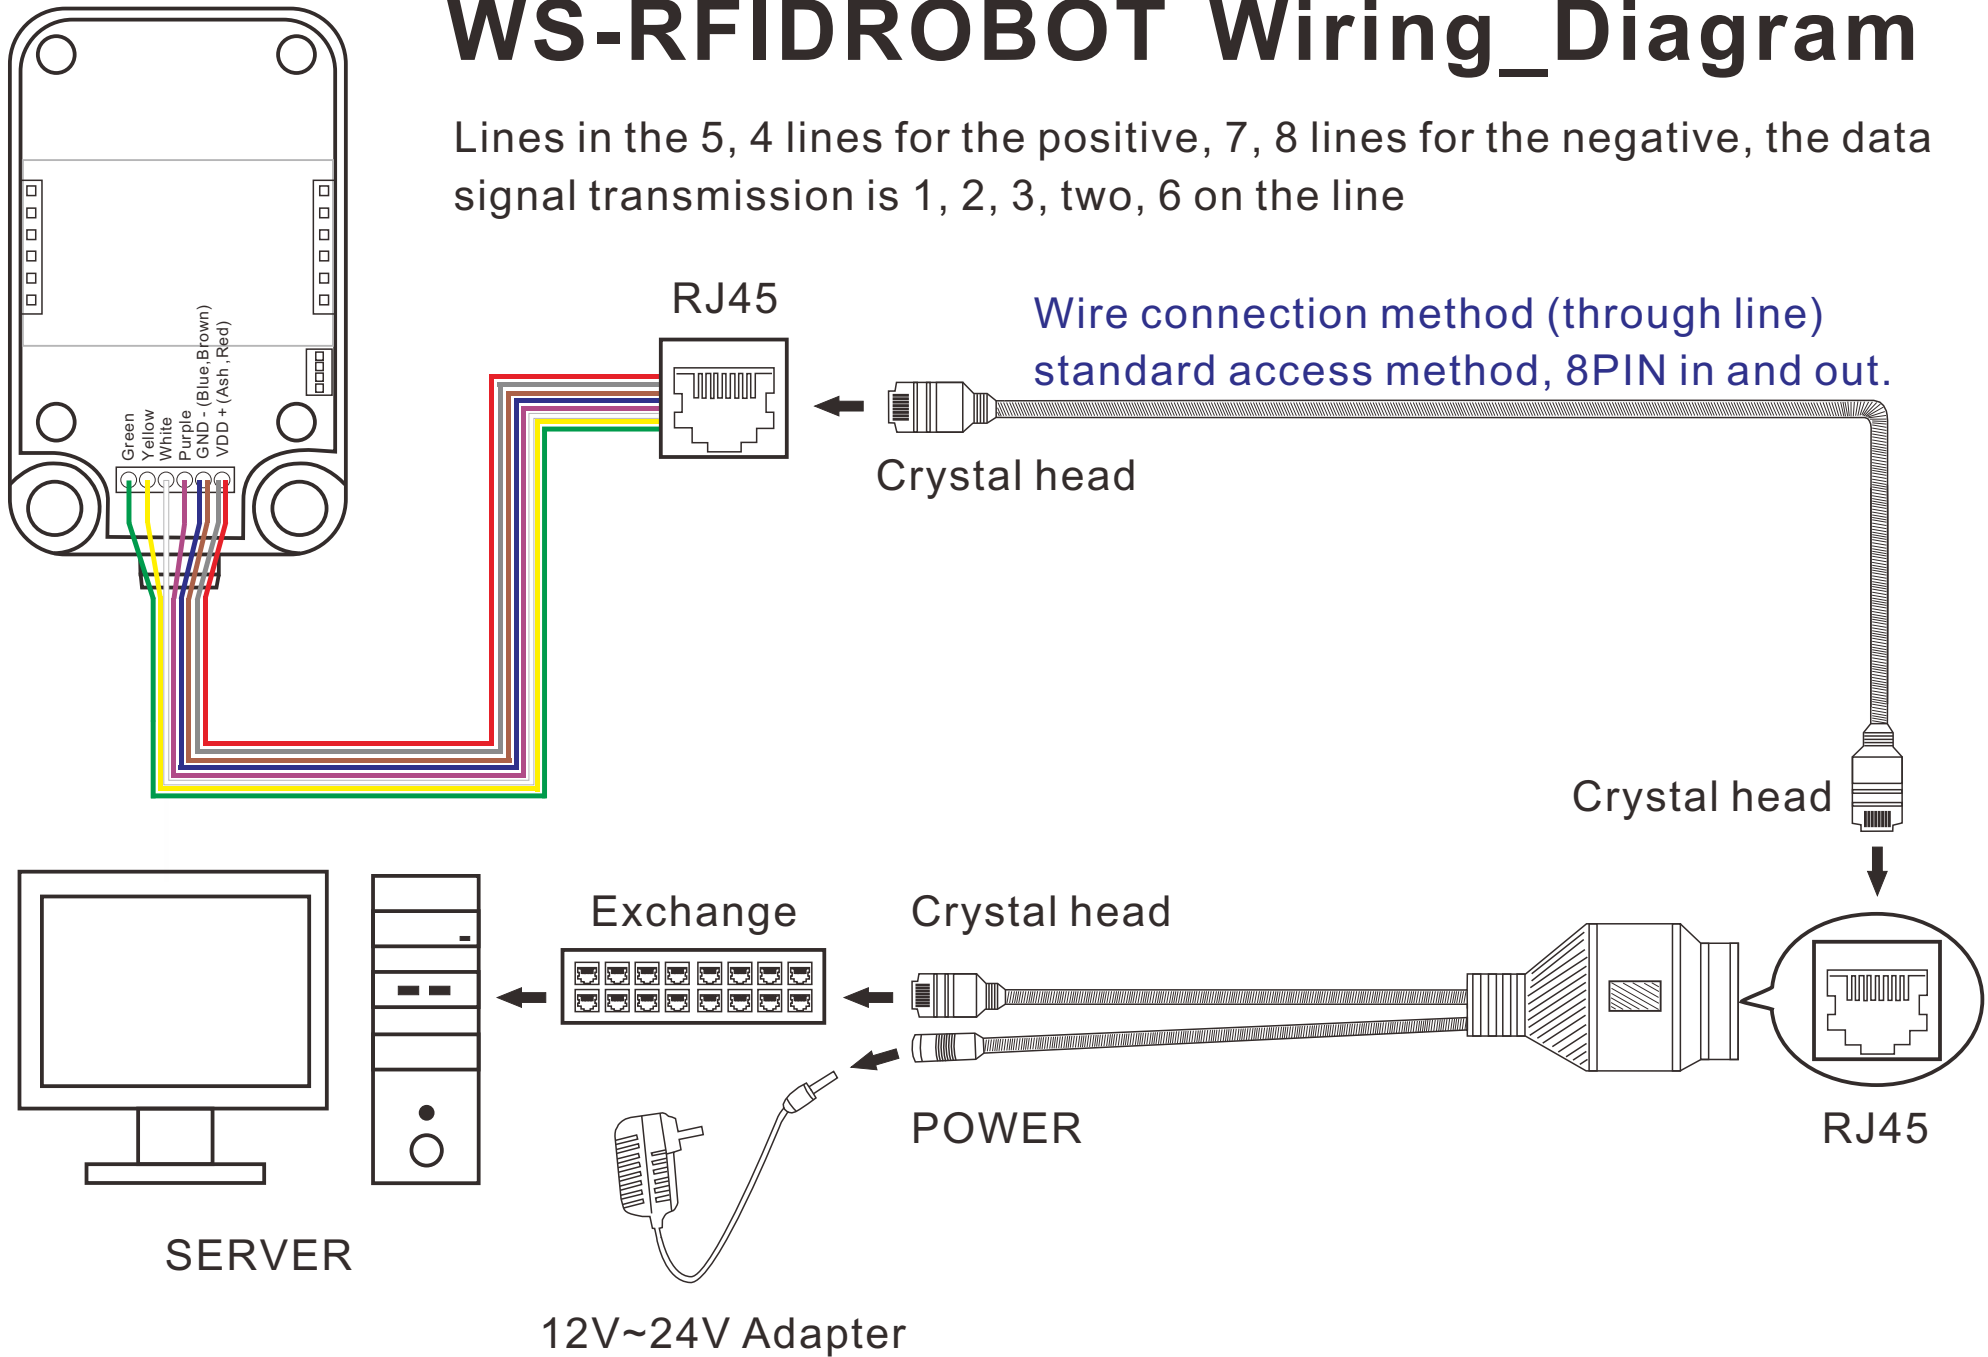 WS-RFIDROBOT Wiring_Diagram
Lines in the 5, 4 lines for the positive, 7, 8 lines for the negative, the data
signal transmission is 1, 2, 3, two, 6 on the line
RJ45
Wire connection method (through line)
standard access method, 8PIN in and out.
Crystal head
Green
Yellow
White
Purple
GND - (Blue,Brown)
VDD + (Ash ,Red)
Crystal head
Exchange
Crystal head
POWER
RJ45
SERVER
12V~24V Adapter